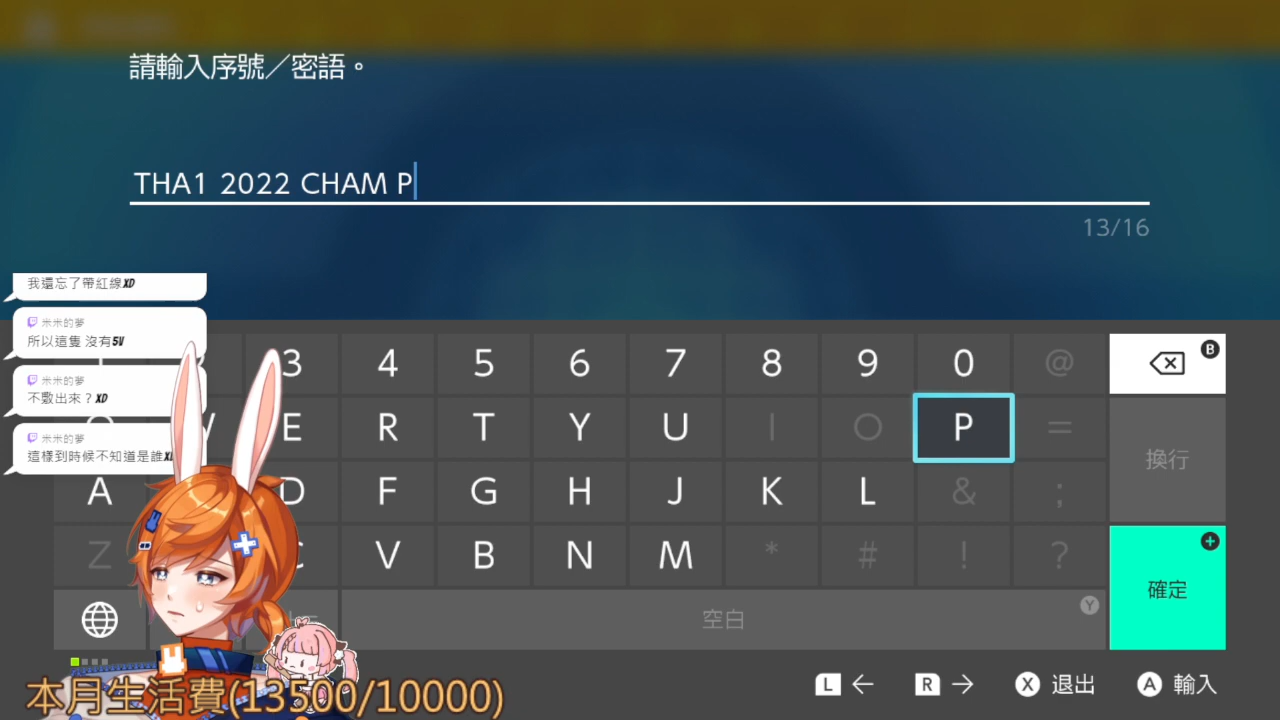 請輸入序號／密語。
THA1 2022 CHAM P
13/16
我還忘了帶紅線XD
米米的夢
所以這隻 沒有5V
米米的夢
不敷出來？XD
米米的夢
這樣到時候不知道是誰X
3 4 5 6 7 8 9 0 @ B
E R T Y U I O P =
換行
A D F G H J K L & ;
Z V B N M * # ! ? +
確定
空白 Y
L ← R → X 退出 A 輸入
本月生活費(13500/10000)